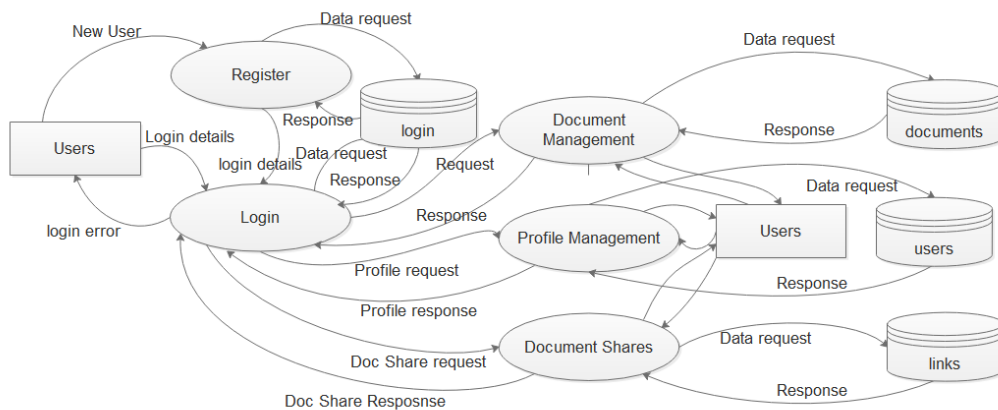 New User
Data request
Register
Data request
Document
Management
Response
documents
Response
login
Users
Login details
Data request
Request
login details
Response
Data request
Login
login error
Response
Profile Management
Users
users
Profile request
Response
Profile response
Document Shares
Data request
Doc Share request
links
Response
Doc Share Resposnse